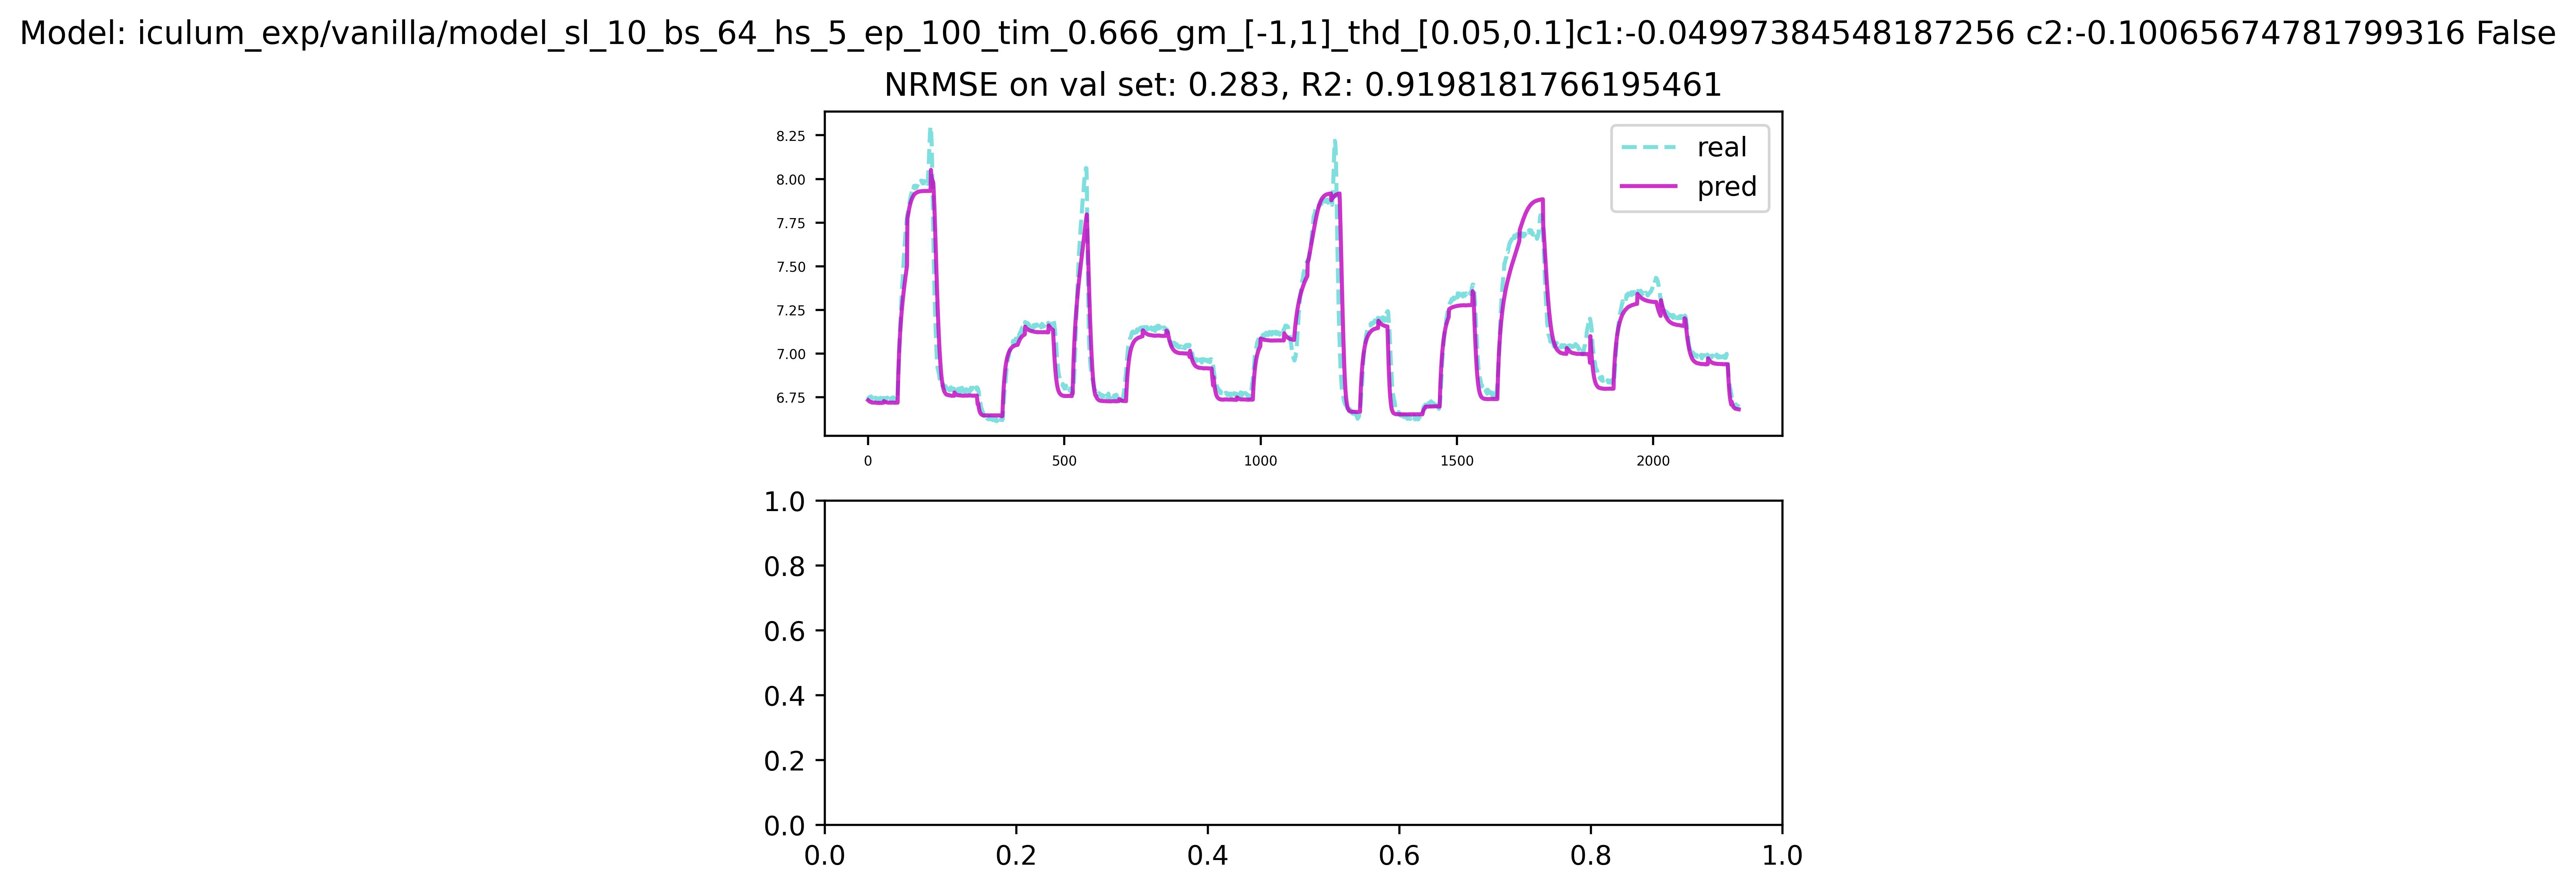 Model: iculum_exp/vanilla/model_sl_10_bs_64_hs_5_ep_100_tim_0.666_gm_[-1,1]_thd_[0.05,0.1]c1:-0.04997384548187256 c2:-0.10065674781799316 False
NRMSE on val set: 0.283, R2: 0.9198181766195461
8.25
8.00
7.75
7.50
7.25
7.00
6.75
real
pred
0 500 1000 1500 2000
1.0
0.8
0.6
0.4
0.2
0.0
0.0 0.2 0.4 0.6 0.8 1.0